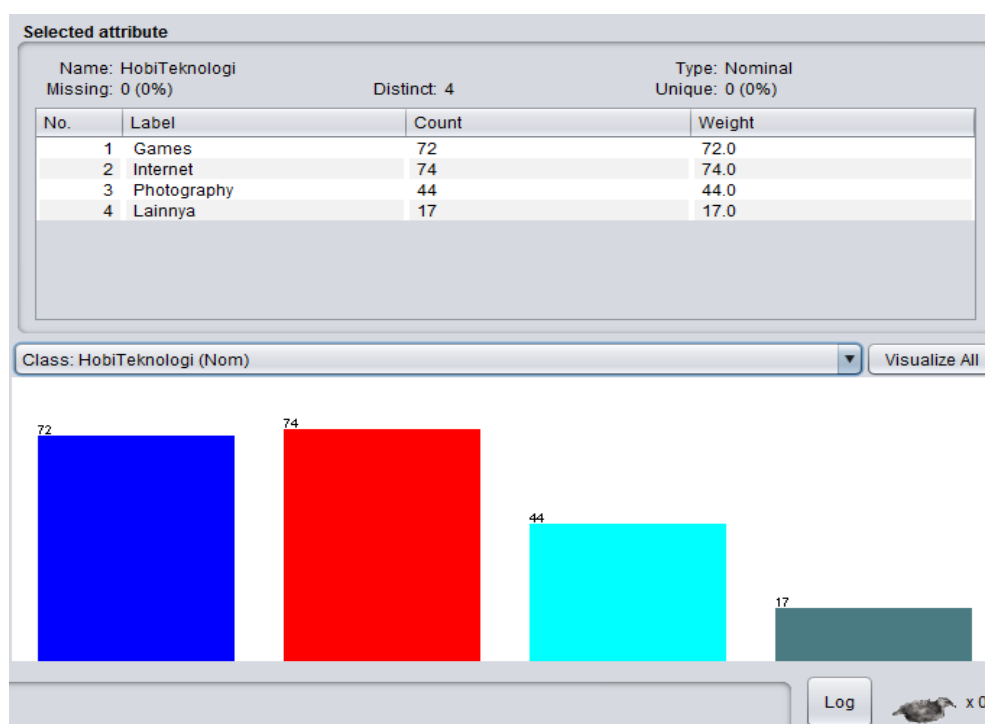 Selected attribute
Name: HobiTeknologi Type: Nominal
Missing: 0 (0%) Distinct: 4 Unique: 0 (0%)
No. Label Count Weight
1 Games 72 72.0
2 Internet 74 74.0
3 Photography 44 44.0
4 Lainnya 17 17.0
Class: HobiTeknologi (Nom) Visualize All
72 74
44
17
Log x 0